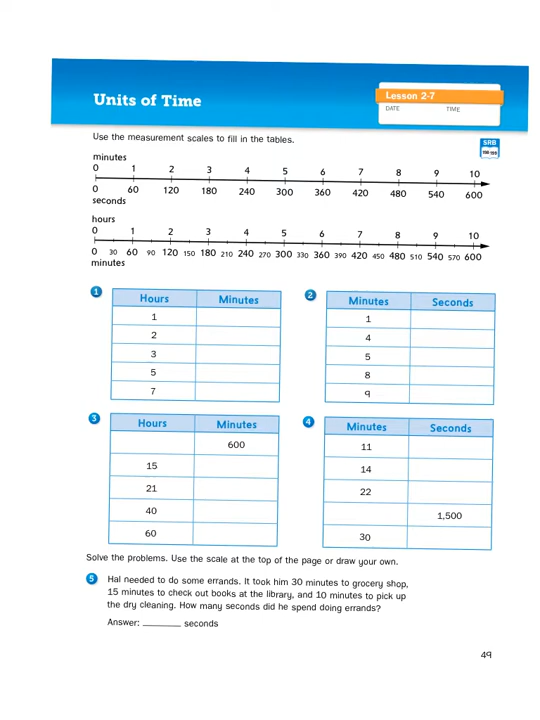 Units of Time
Lesson 2-7
DATE TIME
Use the measurement scales to fill in the tables.
SRB
minutes
0 1 2 3 4 5 6 7 8 9 10
0 60 120 180 240 300 360 420 480 540 600
seconds
hours
0 1 2 3 4 5 6 7 8 9 10
0 30 60 90 120 150 180 210 240 270 300 330 360 390 420 450 480 510 540 570 600
minutes
1
Hours Minutes
1
2
3
5
7
2
Minutes Seconds
1
4
5
8
9
3
Hours Minutes
600
15
21
40
60
4
Minutes Seconds
11
14
22
1,500
30
Solve the problems. Use the scale at the top of the page or draw your own.
5 Hal needed to do some errands. It took him 30 minutes to grocery shop,
15 minutes to check out books at the library, and 10 minutes to pick up
the dry cleaning. How many seconds did he spend doing errands?
Answer: ________ seconds
49